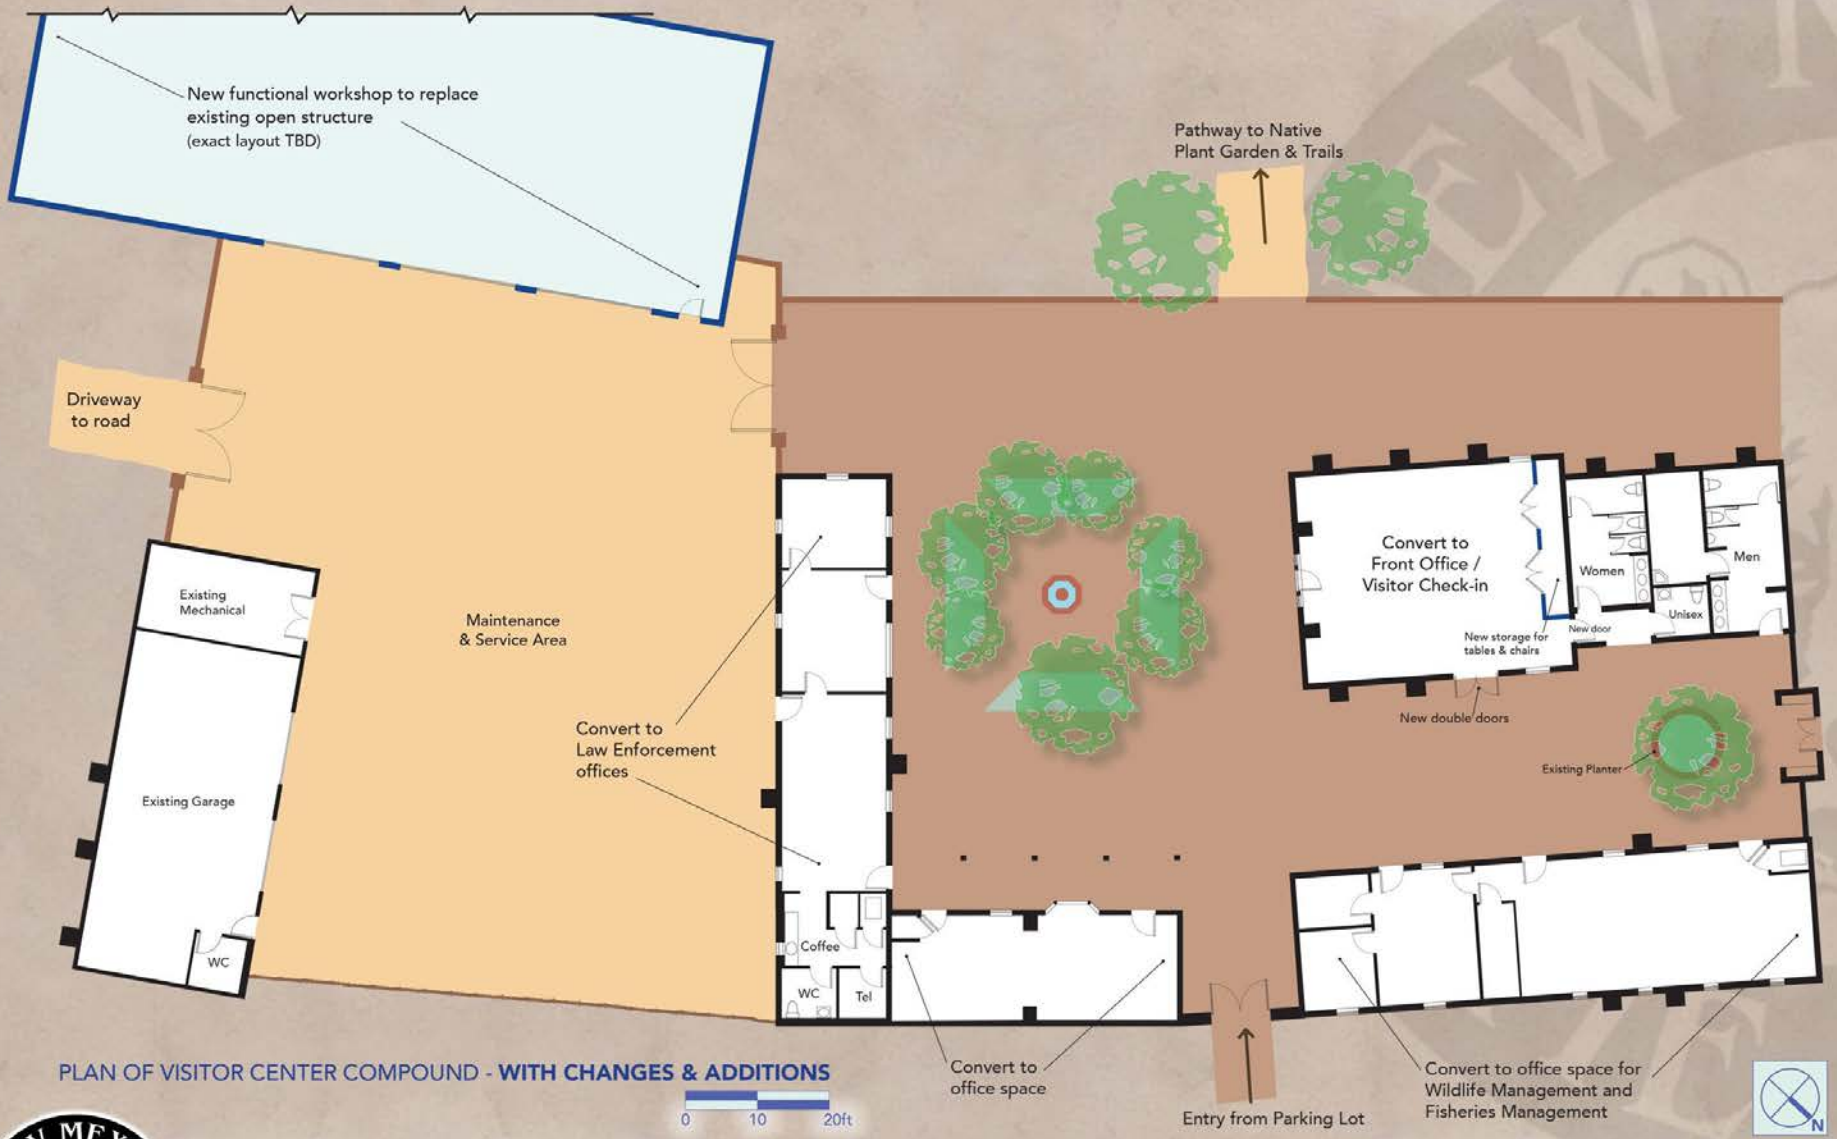 New functional workshop to replace
existing open structure
(exact layout TBD)
Pathway to Native
Plant Garden & Trails
Driveway
to road
Existing
Mechanical
Maintenance
& Service Area
Convert to
Front Office /
Visitor Check-in
Women
Men
Unisex
New door
New storage for
tables & chairs
New double doors
Existing Planter
Convert to
Law Enforcement
offices
Existing Garage
WC
Coffee
WC
Tel
Convert to
office space
Entry from Parking Lot
Convert to office space for
Wildlife Management and
Fisheries Management
PLAN OF VISITOR CENTER COMPOUND - WITH CHANGES & ADDITIONS
0 10 20ft
N